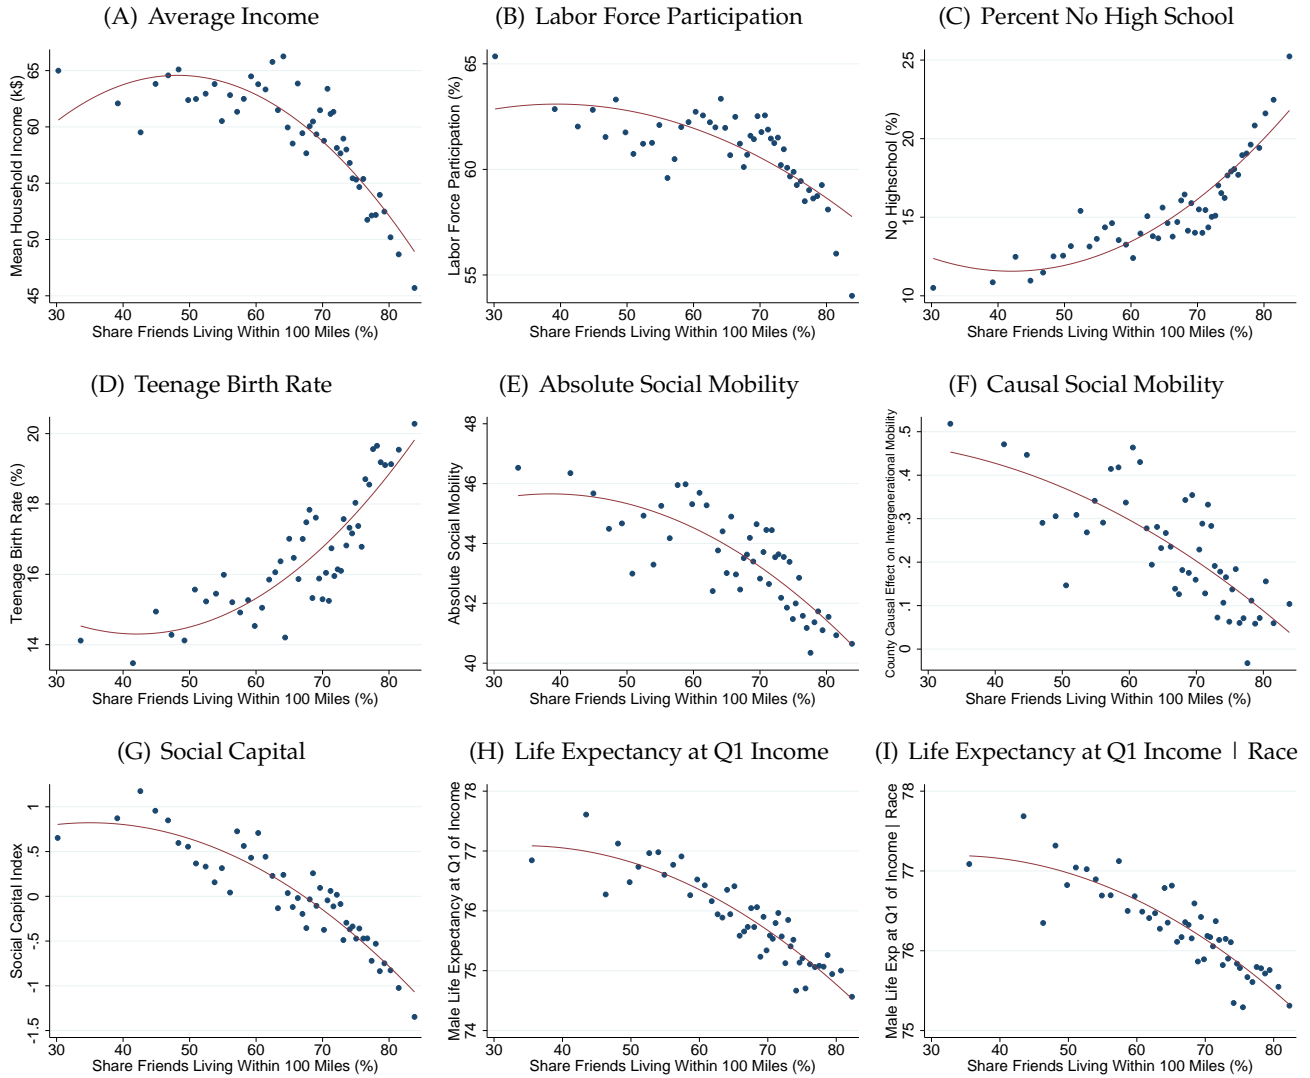 (A) Average Income
(B) Labor Force Participation
(C) Percent No High School
Mean Household Income (K$)
45 50 55 60 65
30 40 50 60 70 80
Share Friends Living Within 100 Miles (%)
Labor Force Participation (%)
55 60 65
30 40 50 60 70 80
Share Friends Living Within 100 Miles (%)
No Highschool (%)
10 15 20 25
30 40 50 60 70 80
Share Friends Living Within 100 Miles (%)
(D) Teenage Birth Rate
(E) Absolute Social Mobility
(F) Causal Social Mobility
Teenage Birth Rate (%)
14 16 18 20
30 40 50 60 70 80
Share Friends Living Within 100 Miles (%)
Absolute Social Mobility
40 42 44 46 48
30 40 50 60 70 80
Share Friends Living Within 100 Miles (%)
County Causal Effect on Intergenerational Mobility
0 .1 .2 .3 .4 .5
30 40 50 60 70 80
Share Friends Living Within 100 Miles (%)
(G) Social Capital
(H) Life Expectancy at Q1 Income
(I) Life Expectancy at Q1 Income | Race
Social Capital Index
-1.5 -1 -.5 0 .5 1
30 40 50 60 70 80
Share Friends Living Within 100 Miles (%)
Male Life Expectancy at Q1 of Income
74 75 76 77 78
30 40 50 60 70 80
Share Friends Living Within 100 Miles (%)
Male Life Exp at Q1 of Income | Race
75 76 77 78
30 40 50 60 70 80
Share Friends Living Within 100 Miles (%)